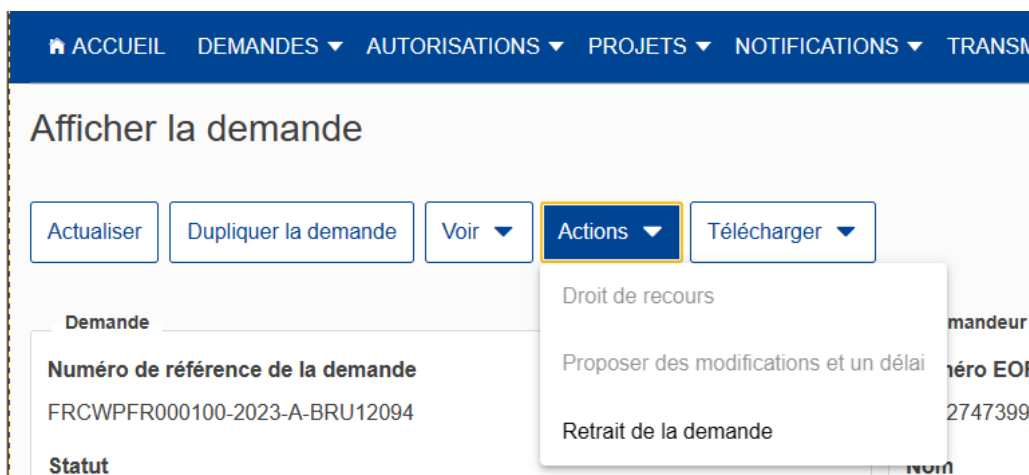 ACCUEIL DEMANDES AUTORISATIONS PROJETS NOTIFICATIONS
Afficher la demande
Actualiser Dupliquer la demande Voir Actions Télécharger
Droit de recours
Demande
Proposer des modifications et un délai
Numéro de référence de la demande
FRCWPFR000100-2023-A-BRU12094
2747399
Retrait de la demande
Statut
Nom